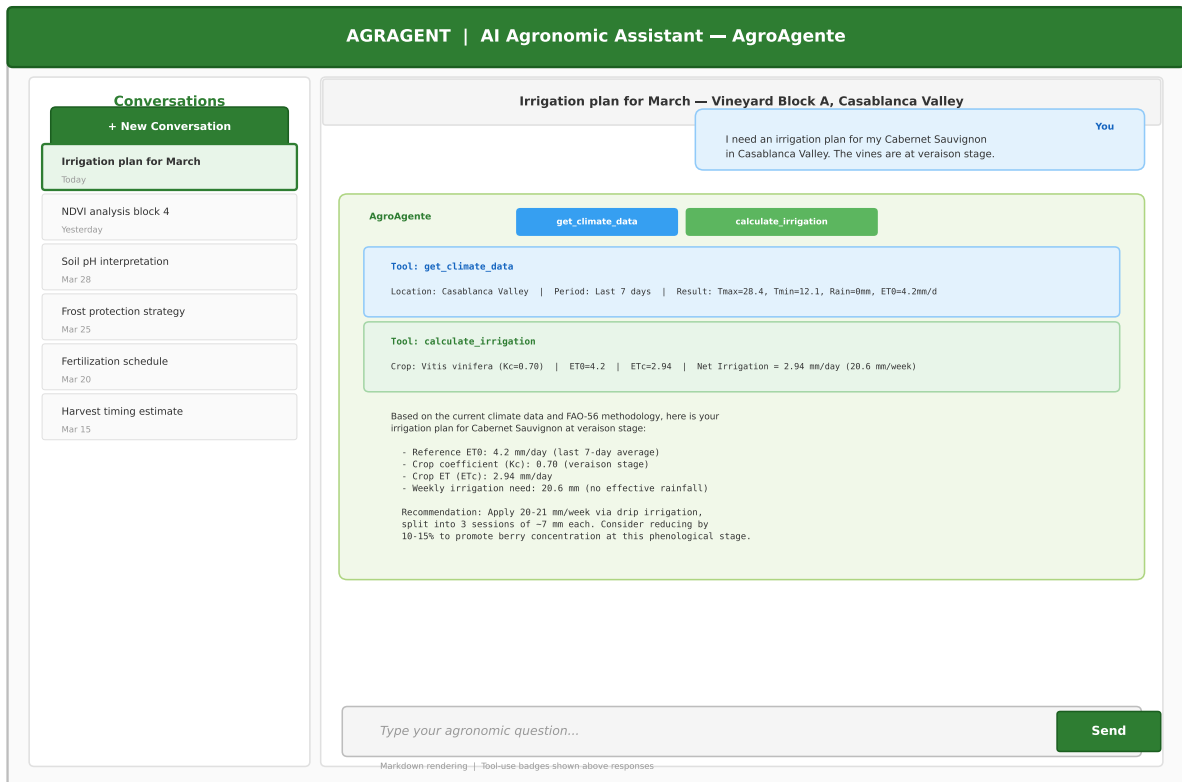 AGRAGENT | AI Agronomic Assistant — AgroAgente
Conversations
+ New Conversation
Irrigation plan for March
Today
NDVI analysis block 4
Yesterday
Soil pH interpretation
Mar 28
Frost protection strategy
Mar 25
Fertilization schedule
Mar 20
Harvest timing estimate
Mar 15
Irrigation plan for March — Vineyard Block A, Casablanca Valley
You
I need an irrigation plan for my Cabernet Sauvignon
in Casablanca Valley. The vines are at veraison stage.
AgroAgente
get_climate_data
calculate_irrigation
Tool: get_climate_data
Location: Casablanca Valley | Period: Last 7 days | Result: Tmax=28.4, Tmin=12.1, Rain=0mm, ET0=4.2mm/d
Tool: calculate_irrigation
Crop: Vitis vinifera (Kc=0.70) | ET0=4.2 | ETc=2.94 | Net Irrigation = 2.94 mm/day (20.6 mm/week)
Based on the current climate data and FAO-56 methodology, here is your
irrigation plan for Cabernet Sauvignon at veraison stage:
- Reference ET0: 4.2 mm/day (last 7-day average)
- Crop coefficient (Kc): 0.70 (veraison stage)
- Crop ET (ETc): 2.94 mm/day
- Weekly irrigation need: 20.6 mm (no effective rainfall)
Recommendation: Apply 20-21 mm/week via drip irrigation,
split into 3 sessions of ~7 mm each. Consider reducing by
10-15% to promote berry concentration at this phenological stage.
Type your agronomic question...
Send
Markdown rendering | Tool-use badges shown above responses